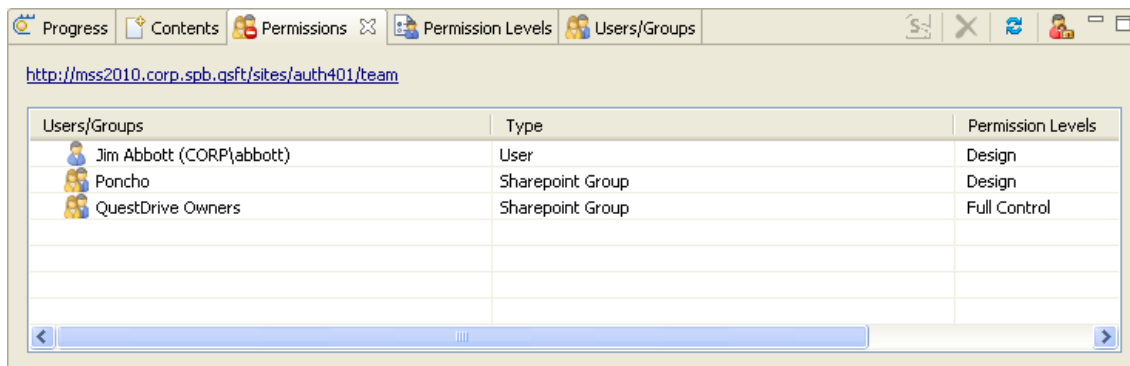 Progress Contents Permissions Permission Levels Users/Groups
http://mss2010.corp.spb.qsft/sites/auth401/team
Users/Groups Type Permission Levels
Jim Abbott (CORP\abbott) User Design
Poncho Sharepoint Group Design
QuestDrive Owners Sharepoint Group Full Control